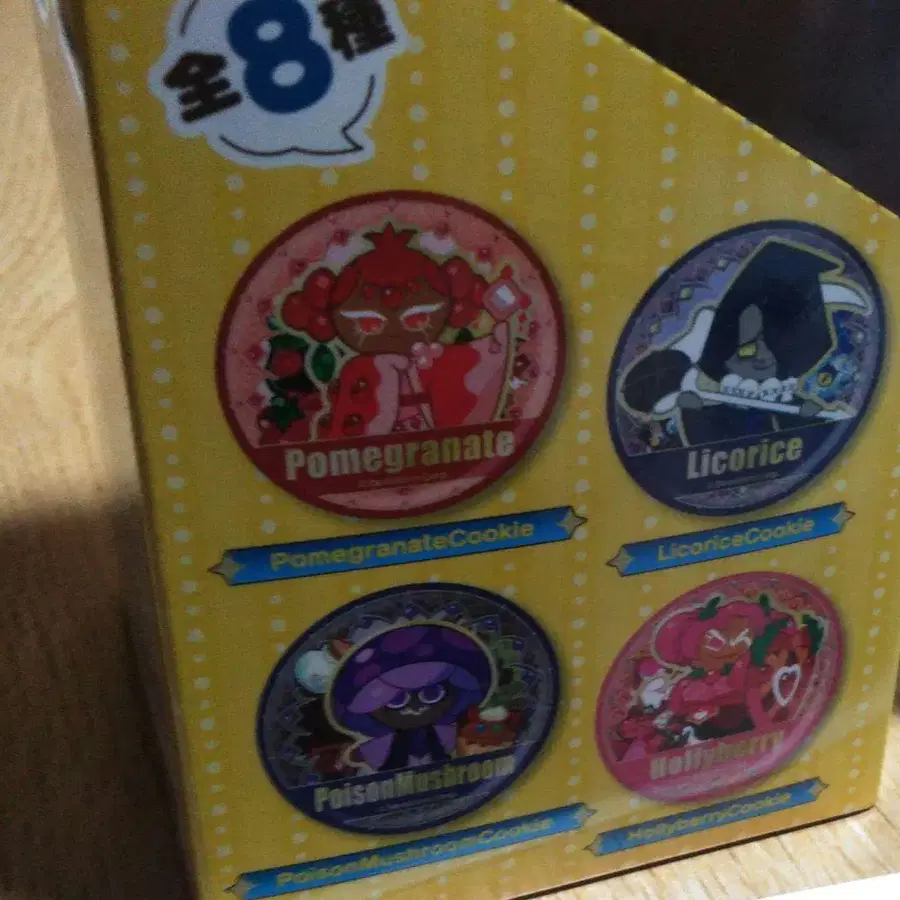 全8種
Pomegranate
Licorice
PomegranateCookie
LicoriceCookie
PoisonMushroom
Hollyberry
PoisonMushroomCookie
HollyberryCookie